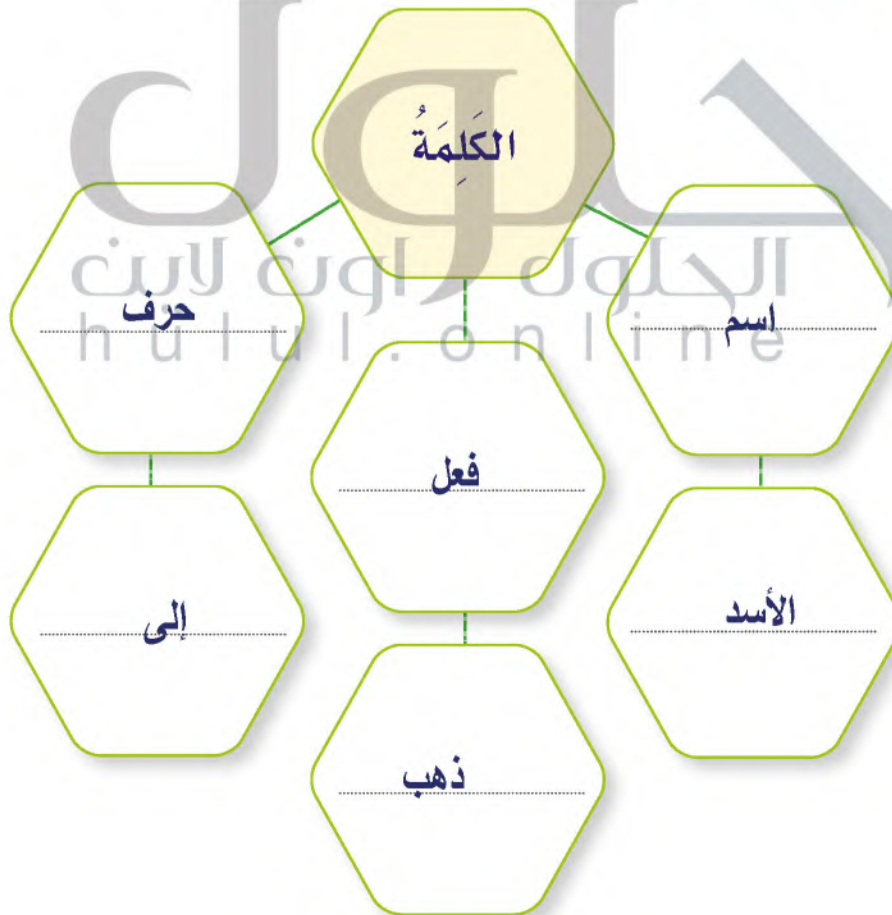 الكَلِمَةُ
اسم
فعل
حرف
الأسد
ذهب
إلى
حلول
الحلول اون لاين
hulul.online